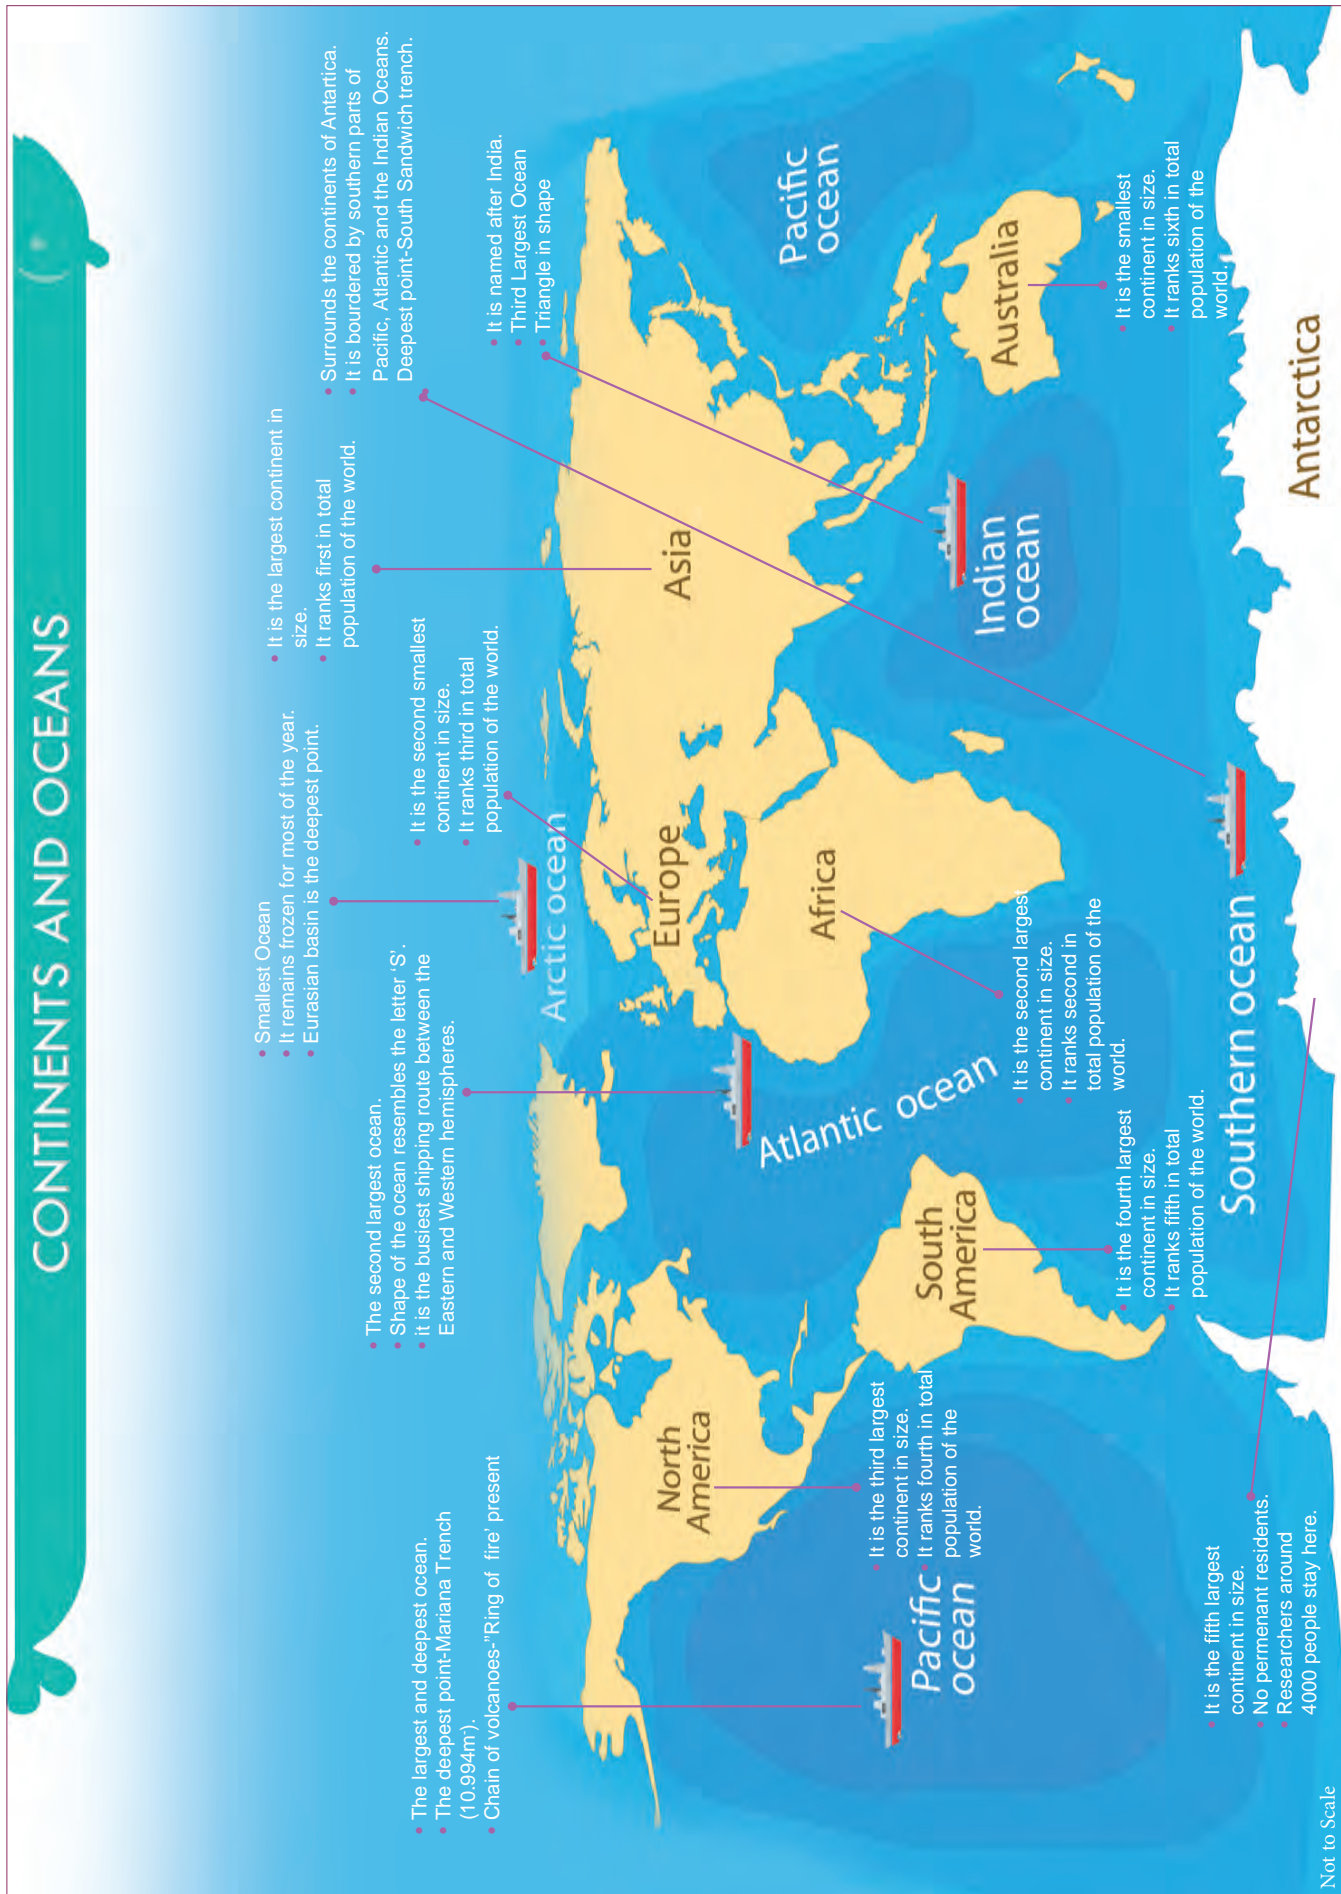 CONTINENTS AND OCEANS
• The largest and deepest ocean.
• The deepest point-Mariana Trench
(10.994m').
• Chain of volcanoes-"Ring of fire' present
• The second largest ocean.
• Shape of the ocean resembles the letter 'S'.
• it is the busiest shipping route between the
Eastern and Western hemispheres.
• Smallest Ocean
• It remains frozen for most of the year.
• Eurasian basin is the deepest point.
• It is the second smallest
continent in size.
• It ranks third in total
population of the world.
• It is the largest continent in
size.
• It ranks first in total
population of the world.
• Surrounds the continents of Antartica.
• It is bourdered by southern parts of
Pacific, Atlantic and the Indian Oceans.
Deepest point-South Sandwich trench.
• It is named after India.
• Third Largest Ocean
• Triangle in shape
Arctic ocean
North
America
Europe
Asia
Pacific
ocean
Atlantic ocean
Africa
South
America
Indian
ocean
Australia
Pacific
ocean
• It is the third largest
continent in size.
• It ranks fourth in total
population of the
world.
• It is the fourth largest
continent in size.
• It ranks fifth in total
population of the world.
• It is the second largest
continent in size.
• It ranks second in
total population of the
world.
• It is the smallest
continent in size.
• It ranks sixth in total
population of the
world.
Southern ocean
• It is the fifth largest
continent in size.
• No permenant residents.
• Researchers around
4000 people stay here.
Antarctica
Not to Scale